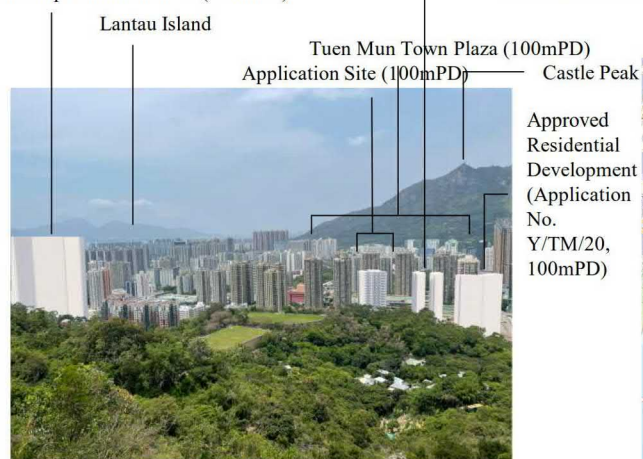 Lantau Island
Tuen Mun Town Plaza (100mPD)
Application Site (100mPD)
Castle Peak
Approved
Residential
Development
(Application
No.
Y/TM/20,
100mPD)